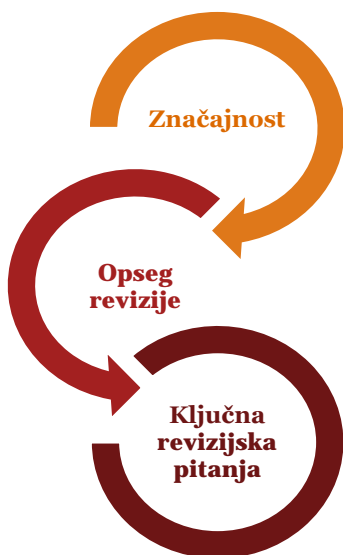 Značajnost
Opseg
revizije
Ključna
revizijska
pitanja